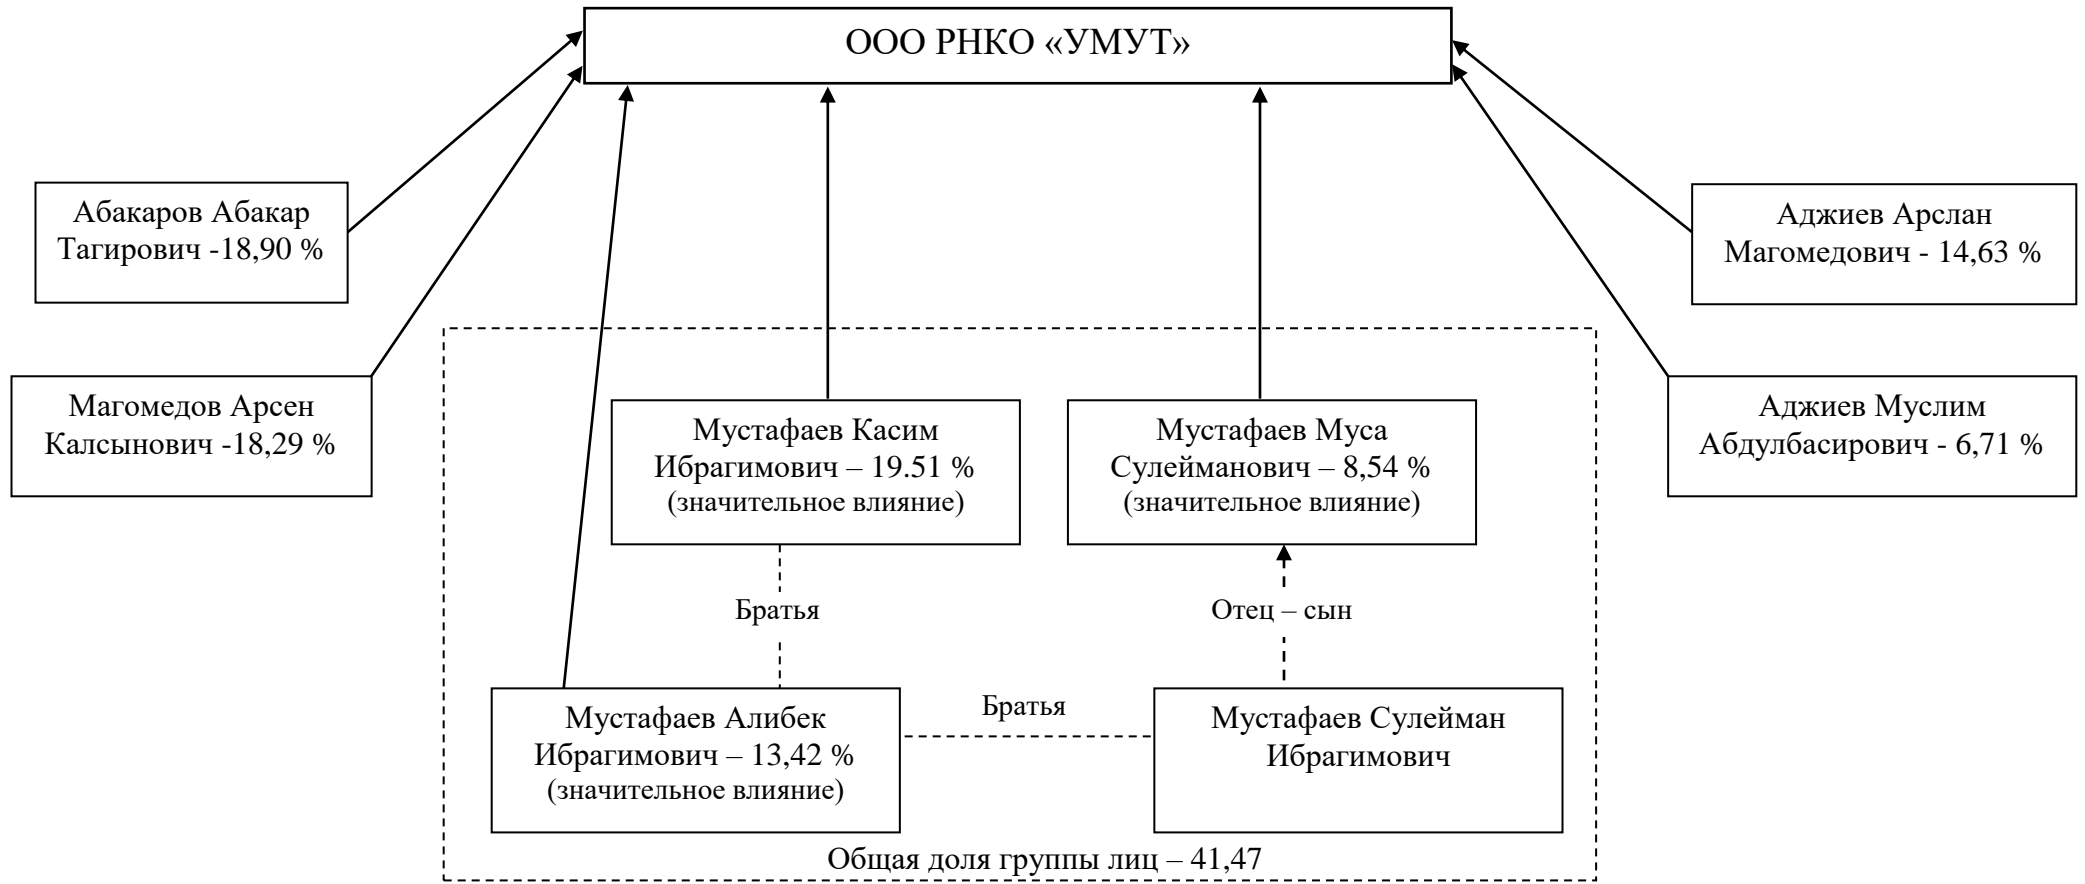 ООО РНКО «УМУТ»
Абакаров Абакар
Тагирович -18,90 %
Аджиев Арслан
Магомедович - 14,63 %
Магомедов Арсен
Калсынович -18,29 %
Мустафаев Касим
Ибрагимович – 19.51 %
(значительное влияние)
Мустафаев Муса
Сулейманович – 8,54 %
(значительное влияние)
Аджиев Муслим
Абдулбасирович - 6,71 %
Братья
Отец – сын
Мустафаев Алибек
Ибрагимович – 13,42 %
(значительное влияние)
Братья
Мустафаев Сулейман
Ибрагимович
Общая доля группы лиц – 41,47